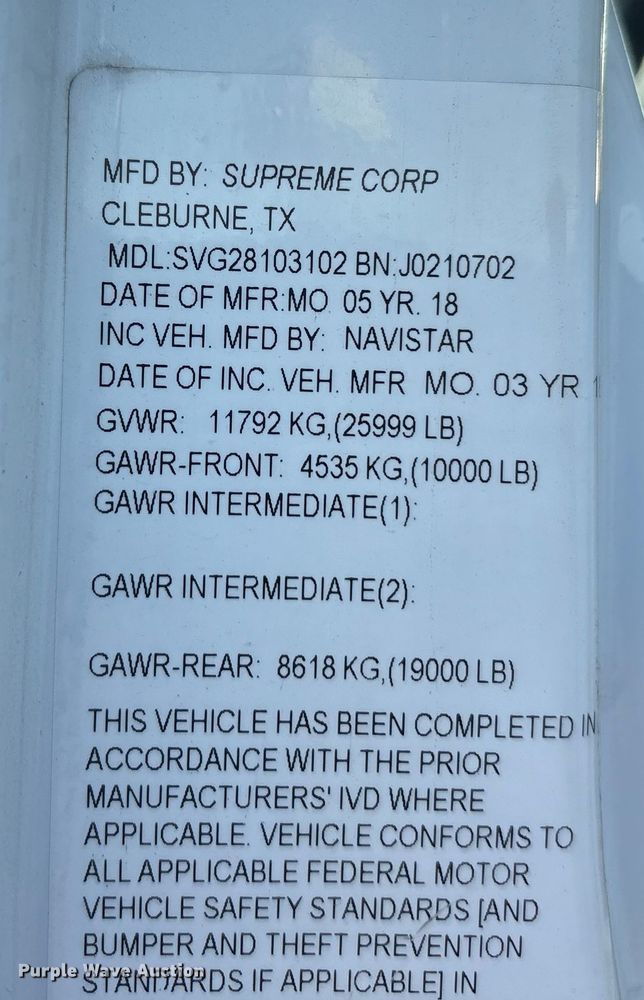 MFD BY: SUPREME CORP
CLEBURNE, TX
MDL:SVG28103102 BN:J0210702
DATE OF MFR:MO 05 YR. 18
INC VEH. MFD BY: NAVISTAR
DATE OF INC. VEH. MFR MO. 03 YR
GVWR: 11792 KG,(25999 LB)
GAWR-FRONT: 4535 KG,(10000 LB)
GAWR INTERMEDIATE(1):
GAWR INTERMEDIATE(2):
GAWR-REAR: 8618 KG,(19000 LB)
THIS VEHICLE HAS BEEN COMPLETED IN
ACCORDANCE WITH THE PRIOR
MANUFACTURERS' IVD WHERE
APPLICABLE. VEHICLE CONFORMS TO
ALL APPLICABLE FEDERAL MOTOR
VEHICLE SAFETY STANDARDS [AND
BUMPER AND THEFT PREVENTION
STANDARDS IF APPLICABLE] IN
Purple Wave Auction